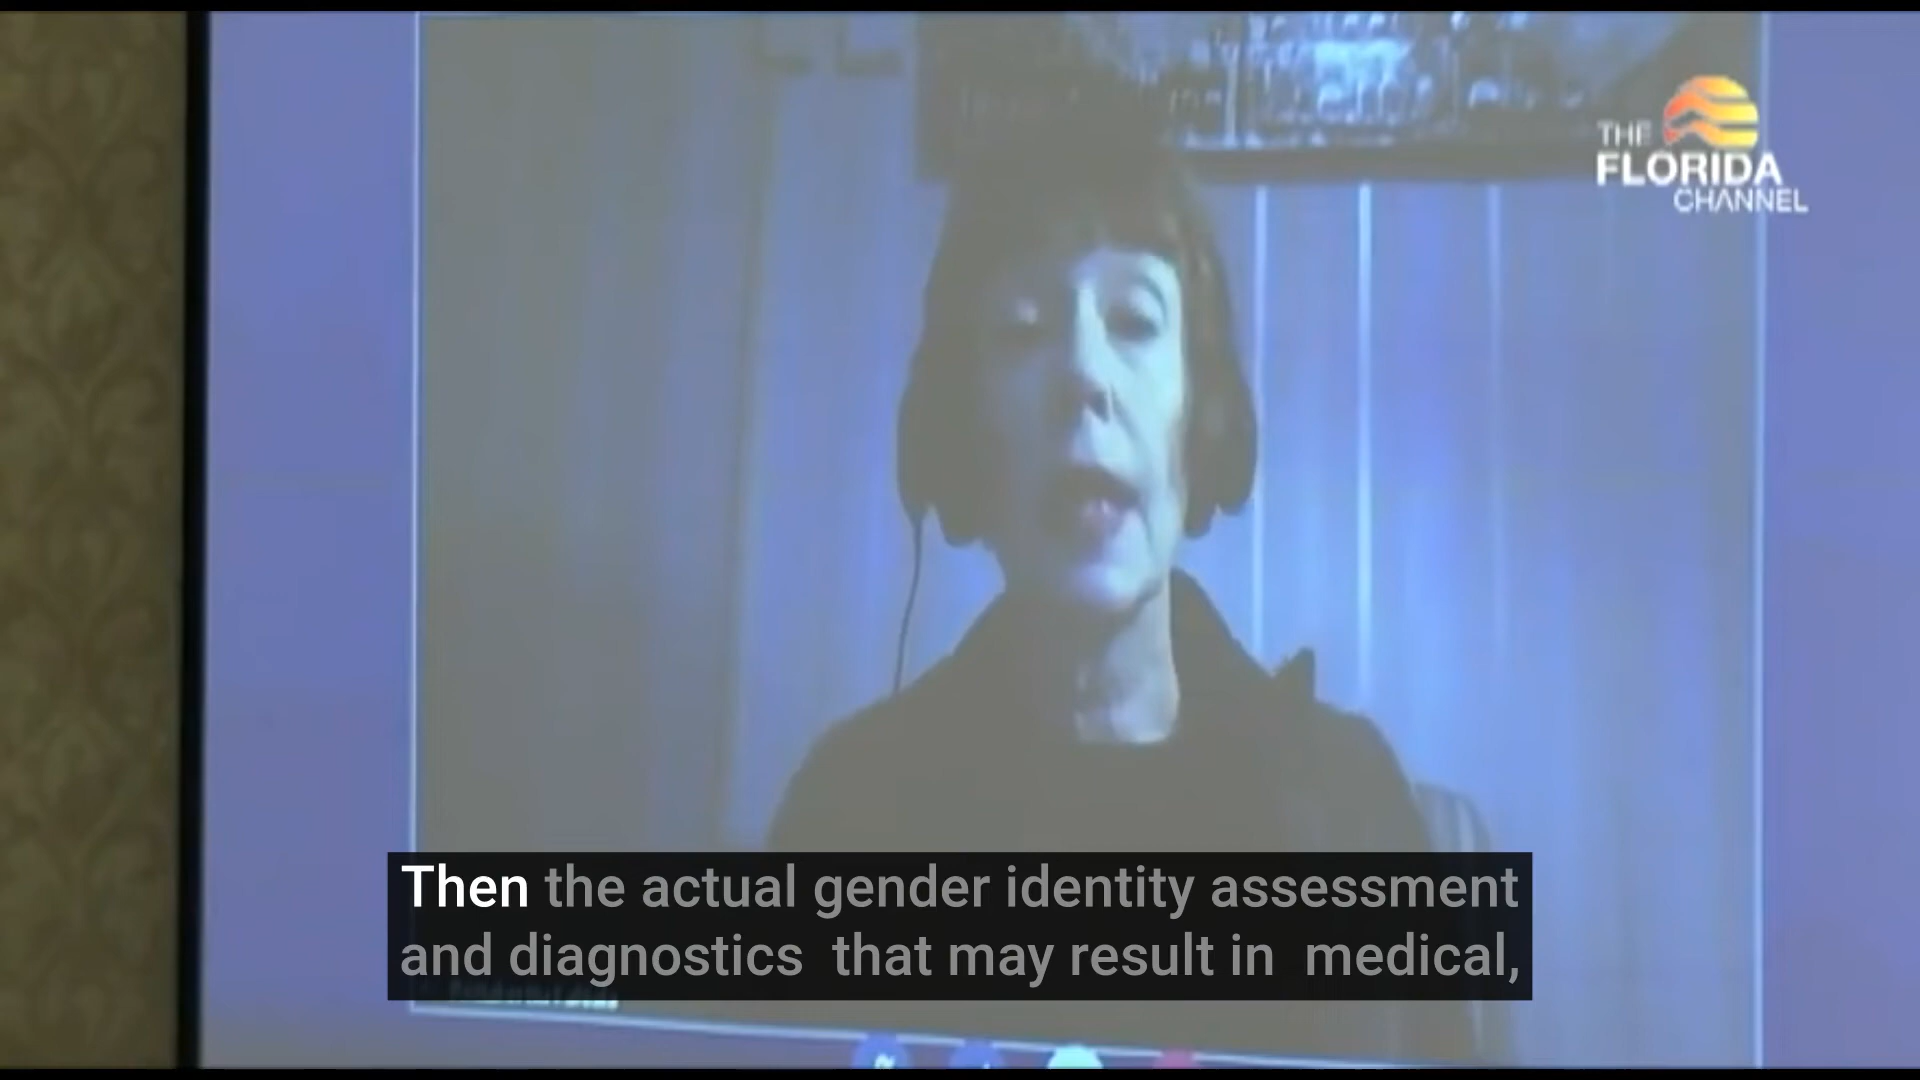 THE
FLORIDA
CHANNEL
Then the actual gender identity assessment
and diagnostics  that may result in  medical,